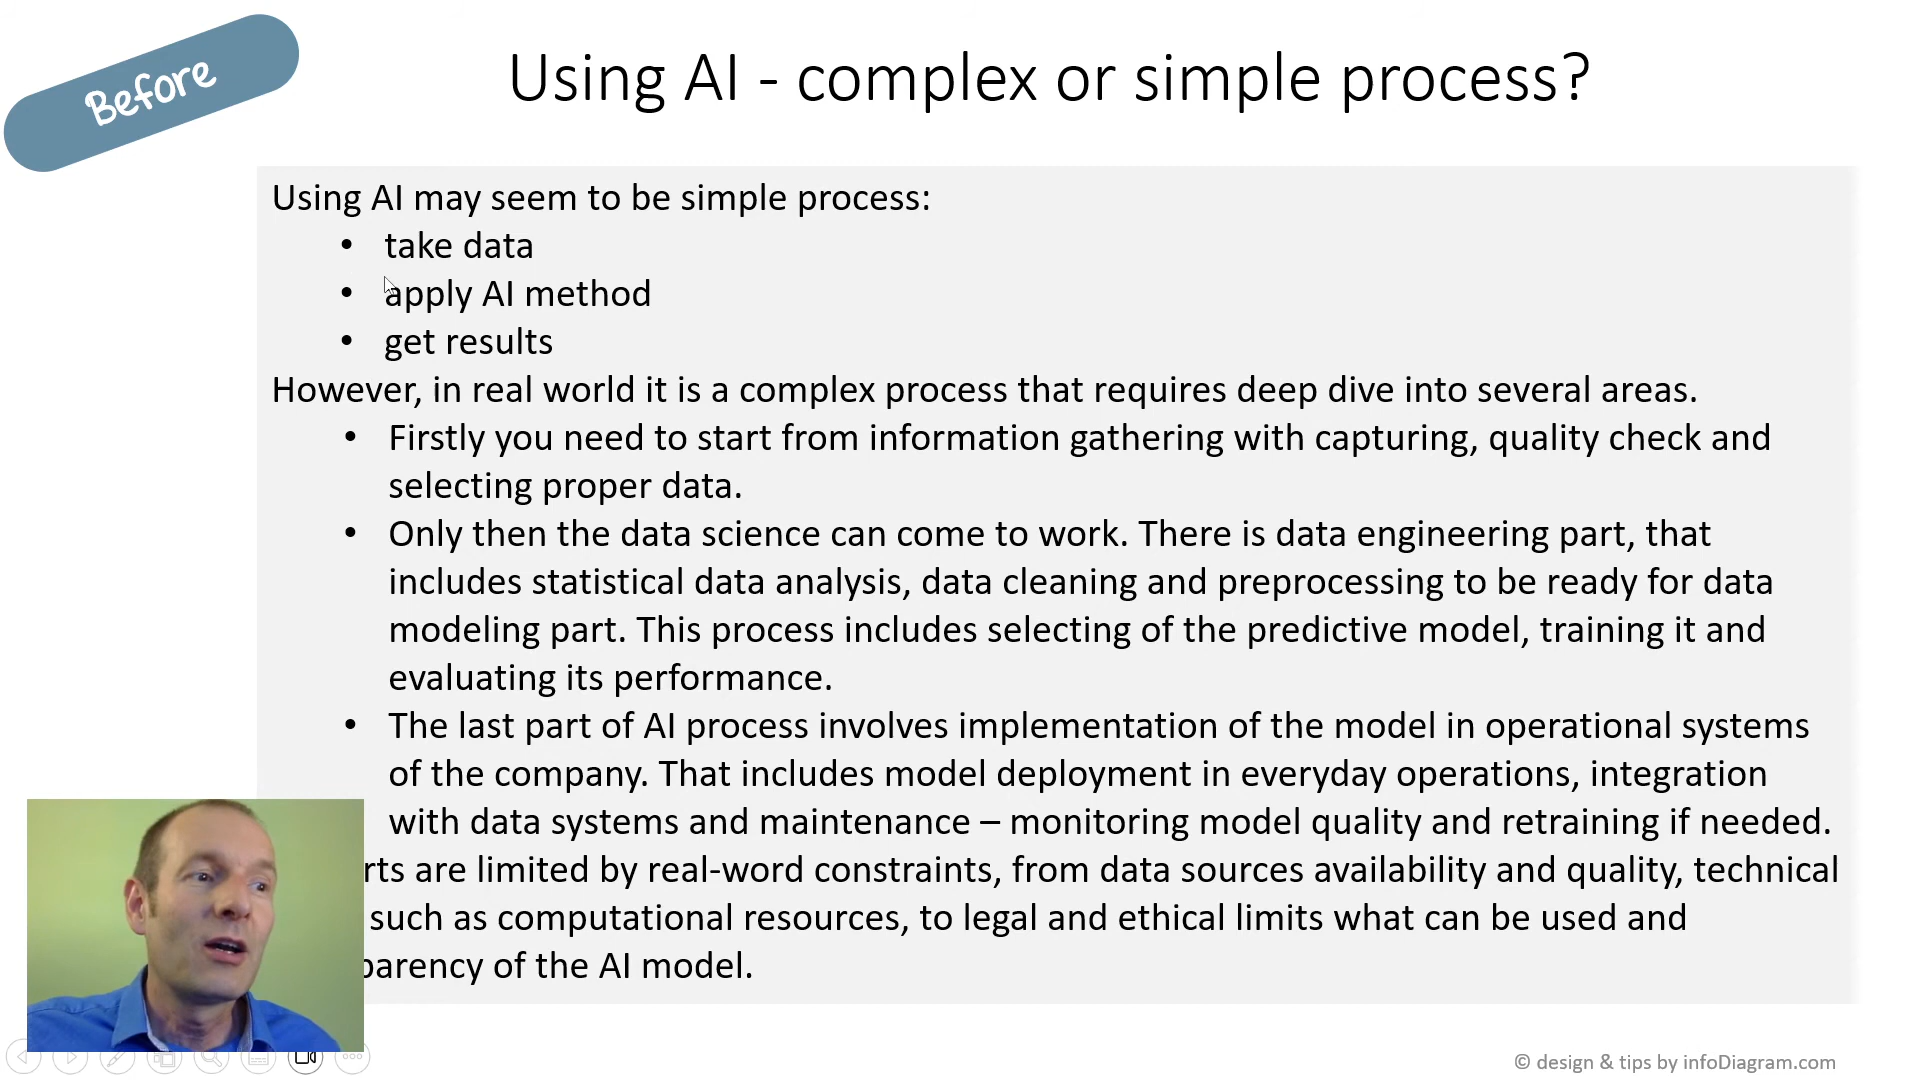 Before
Using AI - complex or simple process?
Using AI may seem to be simple process:
• take data
• apply AI method
• get results
However, in real world it is a complex process that requires deep dive into several areas.
• Firstly you need to start from information gathering with capturing, quality check and
selecting proper data.
• Only then the data science can come to work. There is data engineering part, that
includes statistical data analysis, data cleaning and preprocessing to be ready for data
modeling part. This process includes selecting of the predictive model, training it and
evaluating its performance.
• The last part of AI process involves implementation of the model in operational systems
of the company. That includes model deployment in everyday operations, integration
with data systems and maintenance – monitoring model quality and retraining if needed.
are limited by real-word constraints, from data sources availability and quality, technical
such as computational resources, to legal and ethical limits what can be used and
of the AI model.
© design & tips by infoDiagram.com